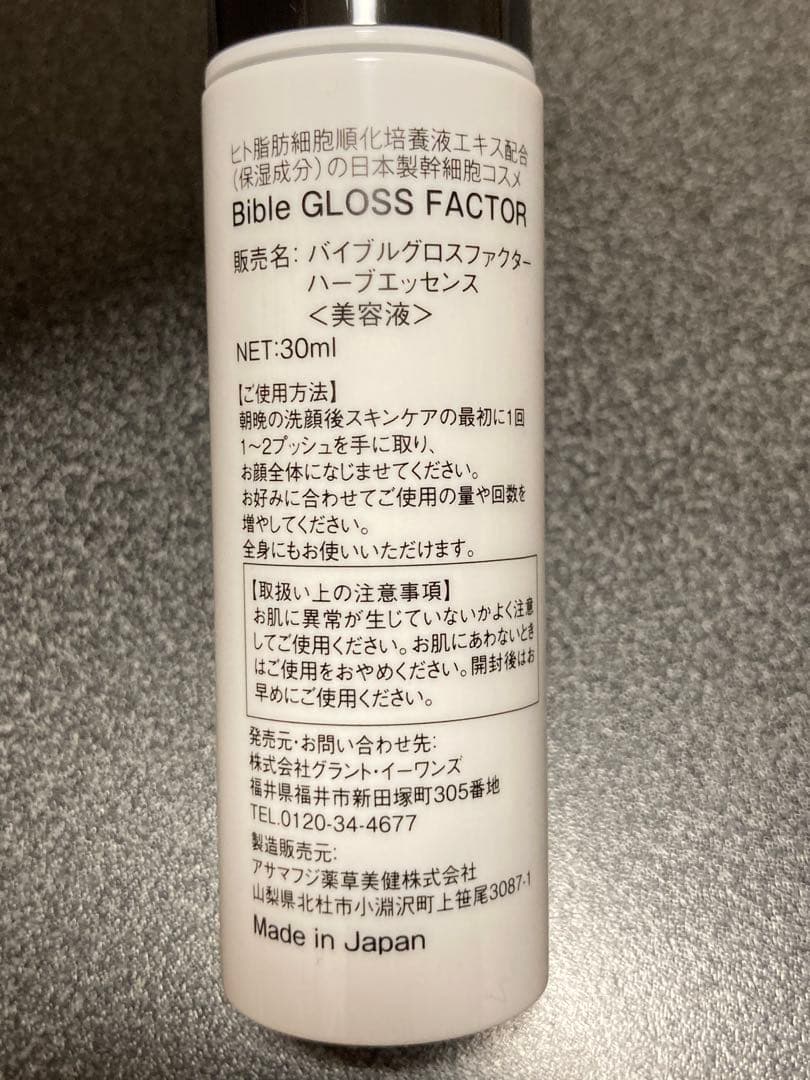 ヒト脂肪細胞順化培養液エキス配合
(保湿成分)の日本製幹細胞コスメ
Bible GLOSS FACTOR
販売名: バイブルグロスファクター
ハーブエッセンス
<美容液>
NET:30ml
【ご使用方法】
朝晩の洗顔後スキンケアの最初に1回
1〜2プッシュを手に取り、
お顔全体になじませてください。
お好みに合わせてご使用の量や回数を
増やしてください。
全身にもお使いいただけます。
【取扱い上の注意事項】
お肌に異常が生じていないかよく注意
してご使用ください。お肌にあわないとき
はご使用をおやめください。開封後はお
早めにご使用ください。
発売元・お問い合わせ先:
株式会社グラント・イーワンズ
福井県福井市新田塚町305番地
TEL.0120-34-4677
製造販売元:
アサマフジ薬草美健株式会社
山梨県北杜市小淵沢町上笹尾3087-1
Made in Japan